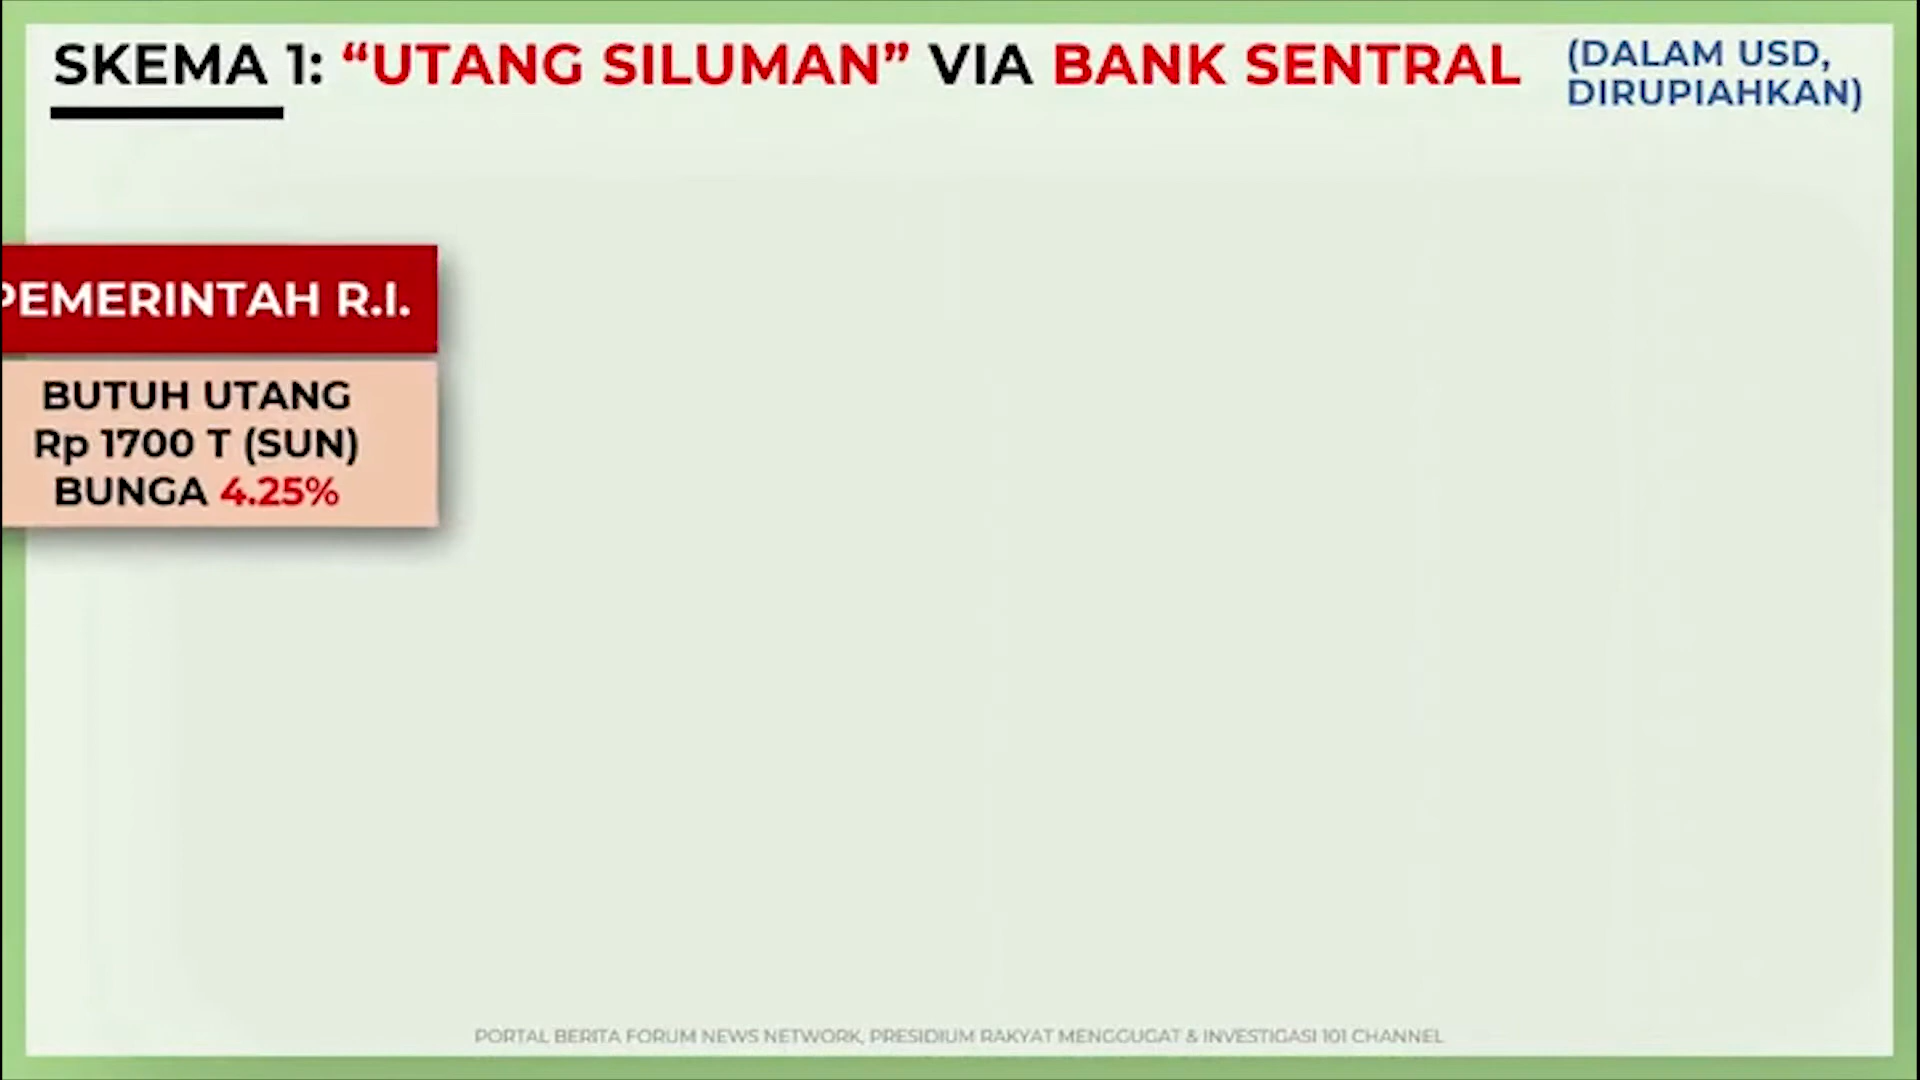 SKEMA 1: “UTANG SILUMAN” VIA BANK SENTRAL
(DALAM USD,
DIRUPIAHKAN)
PEMERINTAH R.I.
BUTUH UTANG
Rp 1700 T (SUN)
BUNGA 4.25%
PORTAL BERITA FORUM NEWS NETWORK, PRESIDIUM RAKYAT MENGGUGAT & INVESTIGASI 101 CHANNEL